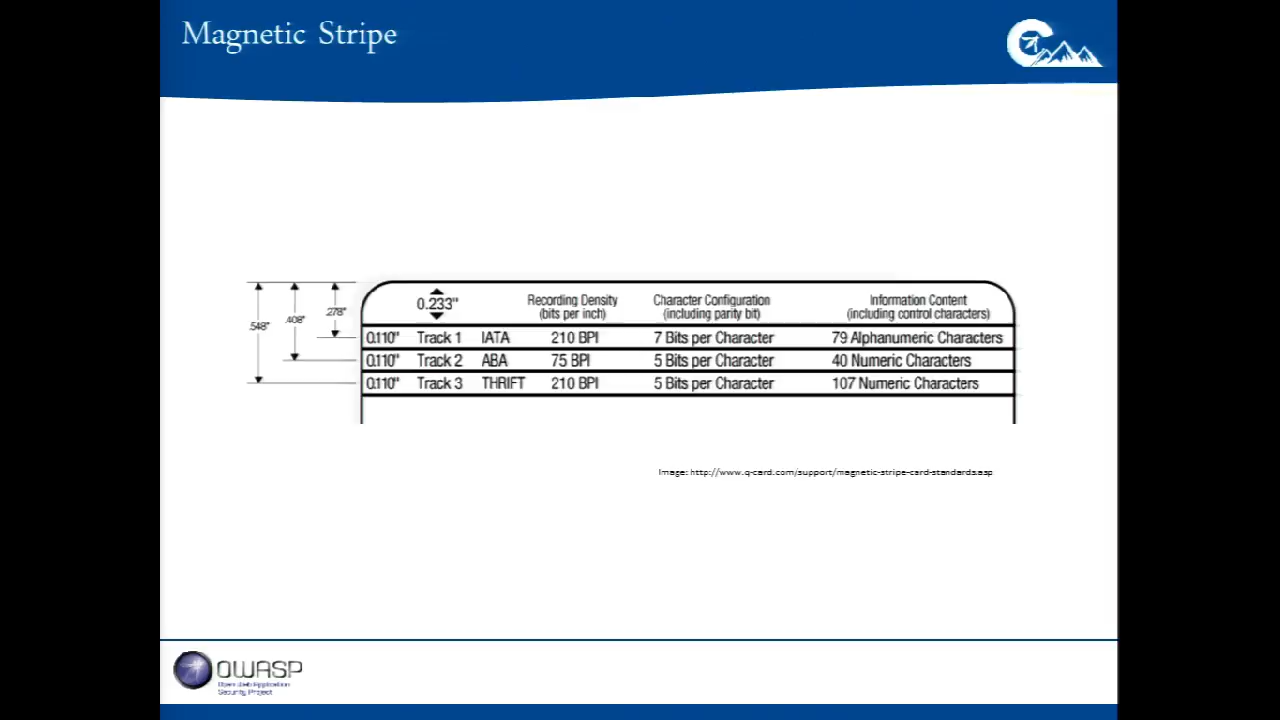 Magnetic Stripe
0.233"
Recording Density
(bits per inch)
Character Configuration
(including parity bit)
Information Content
(including control characters)
.548"
.408"
.278"
0.110" Track 1 IATA 210 BPI 7 Bits per Character 79 Alphanumeric Characters
0.110" Track 2 ABA 75 BPI 5 Bits per Character 40 Numeric Characters
0.110" Track 3 THRIFT 210 BPI 5 Bits per Character 107 Numeric Characters
Image: http://www.q-card.com/support/magnetic-stripe-card-standards.asp
OWASP
Open Web Application
Security Project